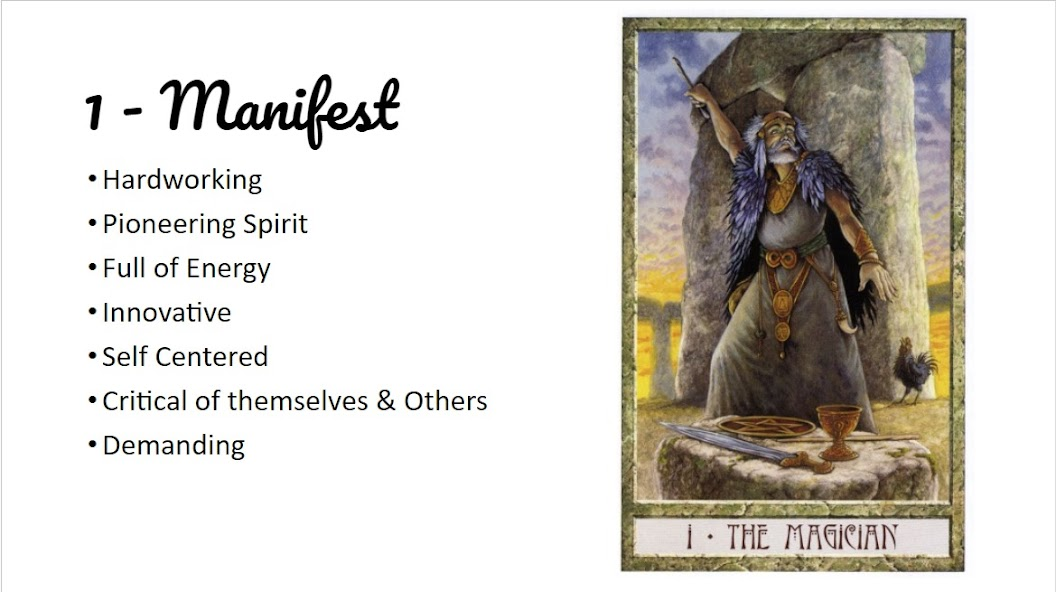 1 - Manifest
• Hardworking
• Pioneering Spirit
• Full of Energy
• Innovative
• Self Centered
• Critical of themselves & Others
• Demanding
I • THE MAGICIAN